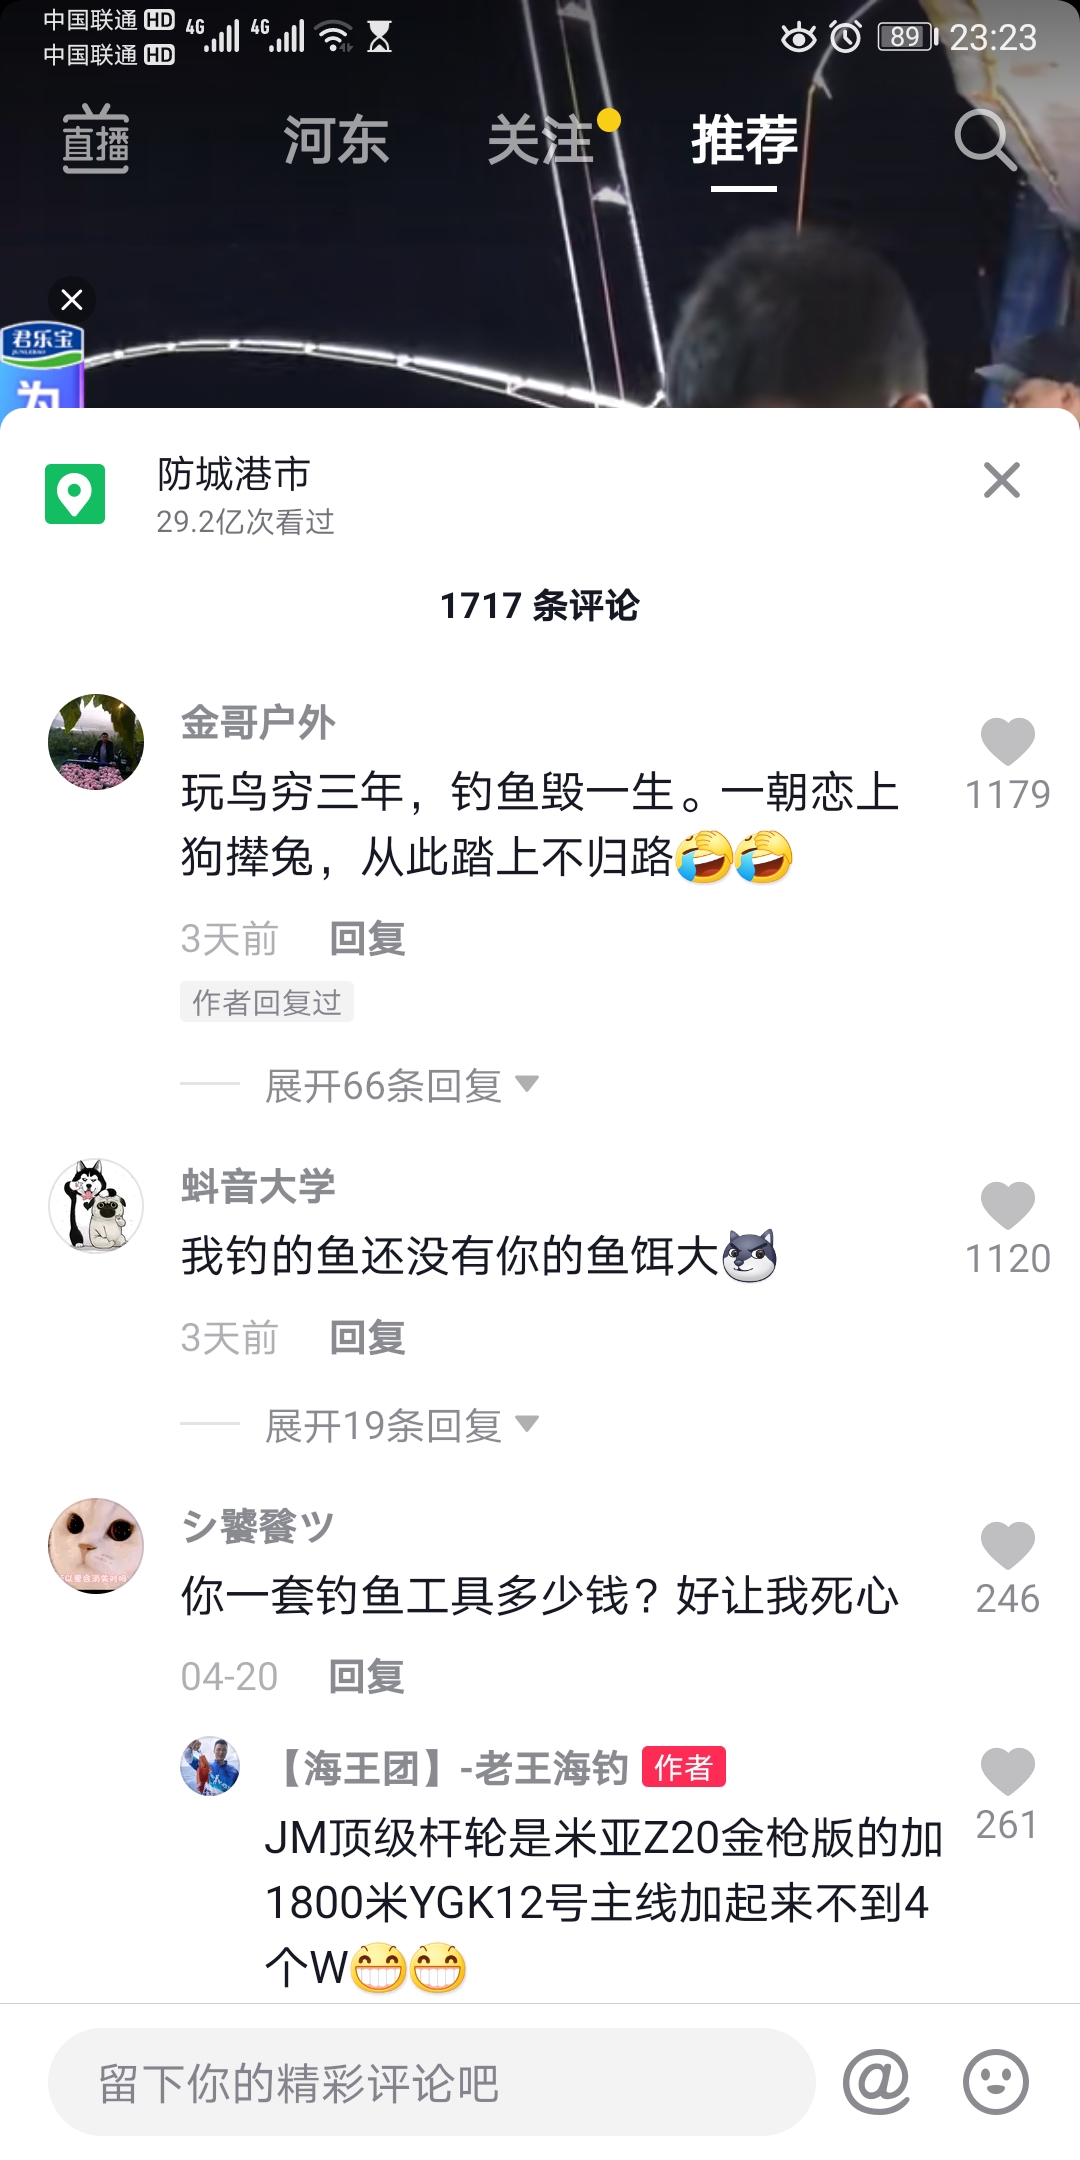 中国联通 HD 4G 4G 89 23:23
中国联通 HD
直播 河东 关注 推荐
君乐宝
JUNLEBAO
为
防城港市
29.2亿次看过
1717 条评论
金哥户外
玩鸟穷三年，钓鱼毁一生。一朝恋上
狗撵兔，从此踏上不归路
1179
3天前 回复
作者回复过
展开66条回复
蚪音大学
我钓的鱼还没有你的鱼饵大
1120
3天前 回复
展开19条回复
シ饕餮ツ
你一套钓鱼工具多少钱？好让我死心
246
04-20 回复
【海王团】-老王海钓 作者
JM顶级杆轮是米亚Z20金枪版的加
1800米YGK12号主线加起来不到4
个W
261
留下你的精彩评论吧